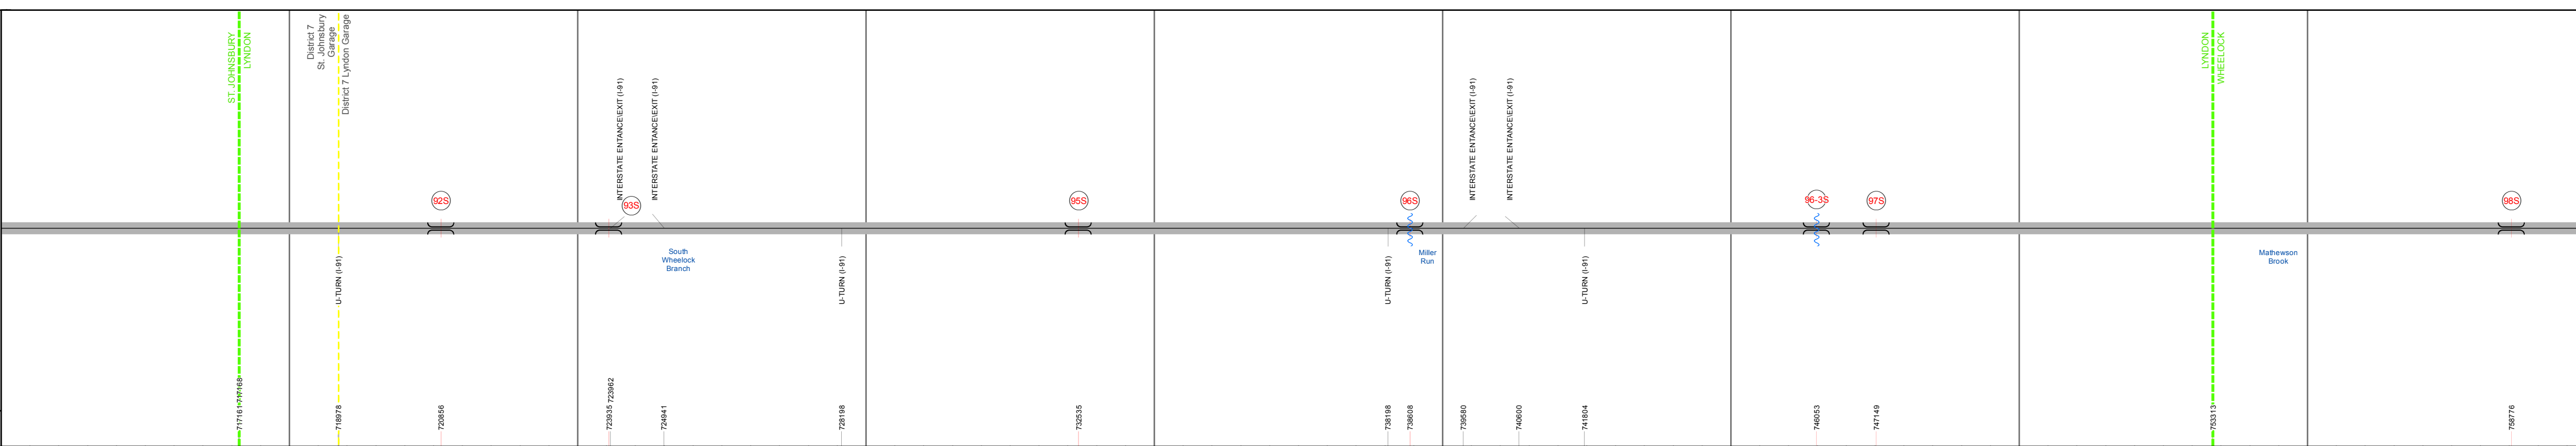 ST. JOHNSBURY
LYNDON
District 7
St. Johnsbury
Garage
District 7 Lyndon Garage
INTERSTATE ENTANCE\EXIT (I-91)
INTERSTATE ENTANCE\EXIT (I-91)
INTERSTATE ENTANCE\EXIT (I-91)
INTERSTATE ENTANCE\EXIT (I-91)
LYNDON
WHEELOCK
92S
93S
95S
96S
96-3S
97S
98S
U-TURN (I-91)
South
Wheelock
Branch
U-TURN (I-91)
U-TURN (I-91)
Miller
Run
U-TURN (I-91)
Mathewson
Brook
717161
717168
718978
720856
723935
723962
724941
728198
732535
738198
738608
739580
740600
741804
746053
747149
753313
758776